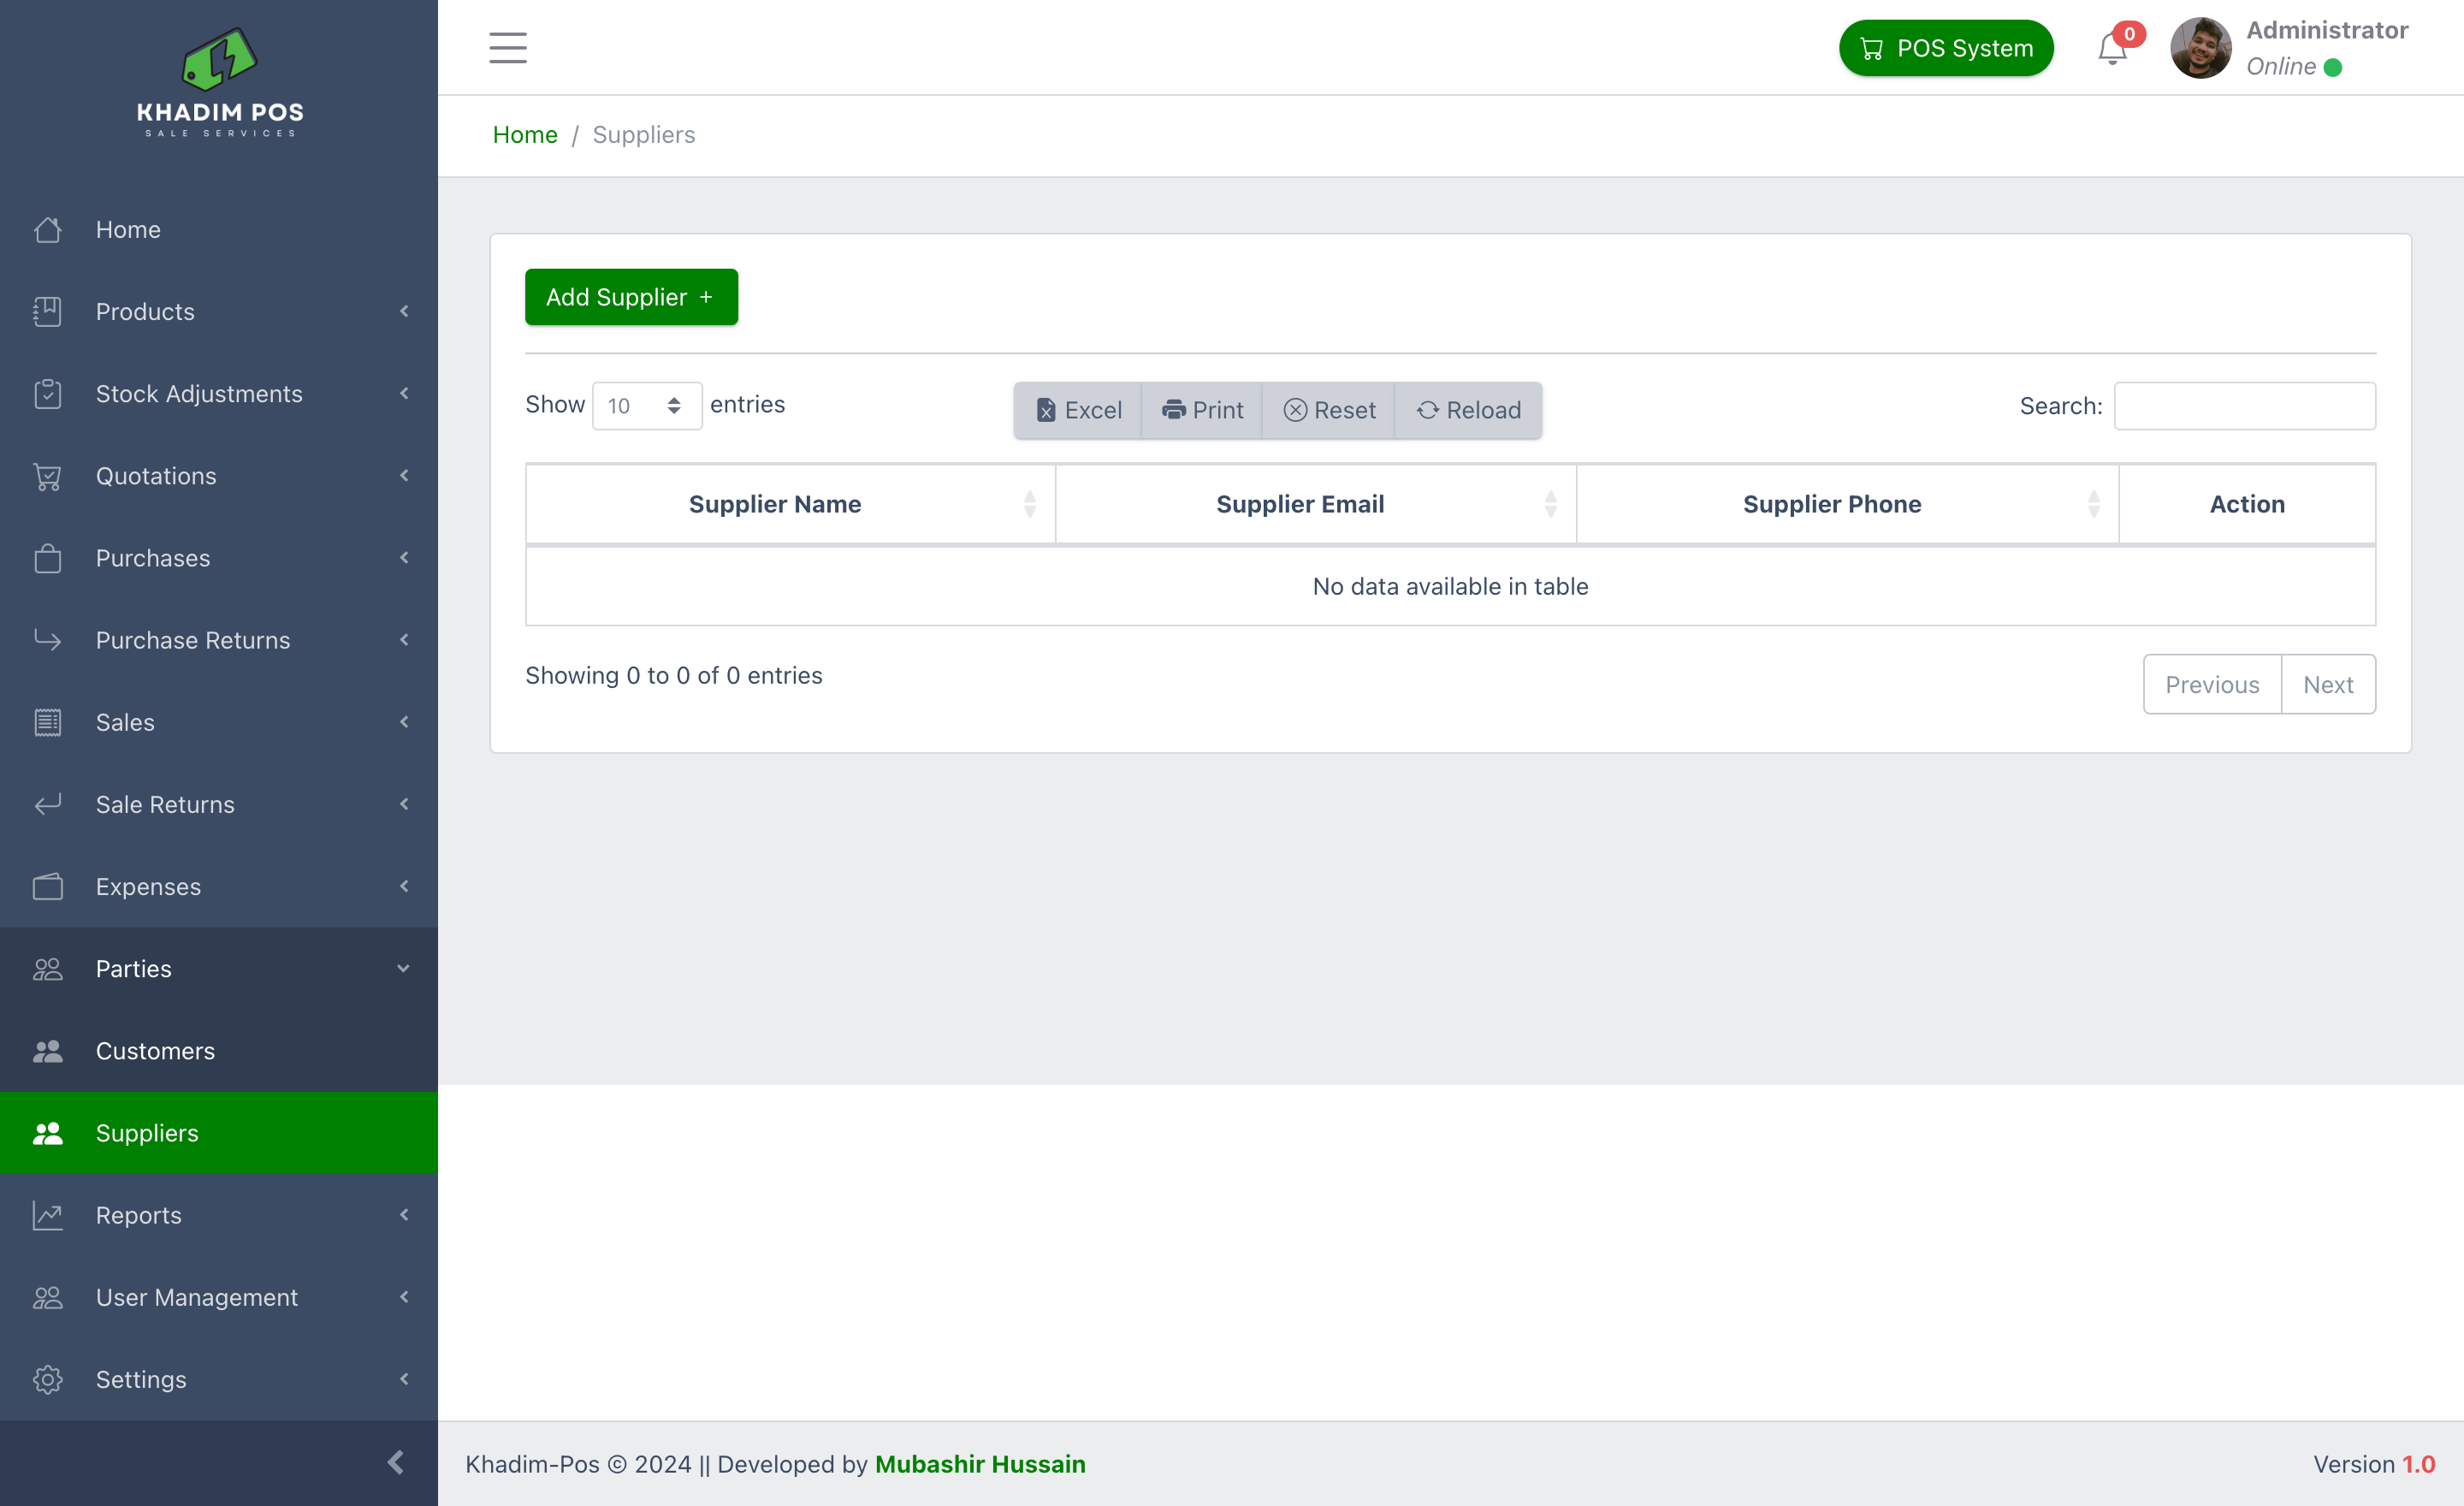 KHADIM POS
SALE SERVICES
Home
Products
Stock Adjustments
Quotations
Purchases
Purchase Returns
Sales
Sale Returns
Expenses
Parties
Customers
Suppliers
Reports
User Management
Settings
POS System
0
Administrator
Online
Home / Suppliers
Add Supplier +
Show 10 entries
Excel Print Reset Reload
Search:
Supplier Name Supplier Email Supplier Phone Action
No data available in table
Showing 0 to 0 of 0 entries
Previous Next
Khadim-Pos © 2024 || Developed by Mubashir Hussain
Version 1.0